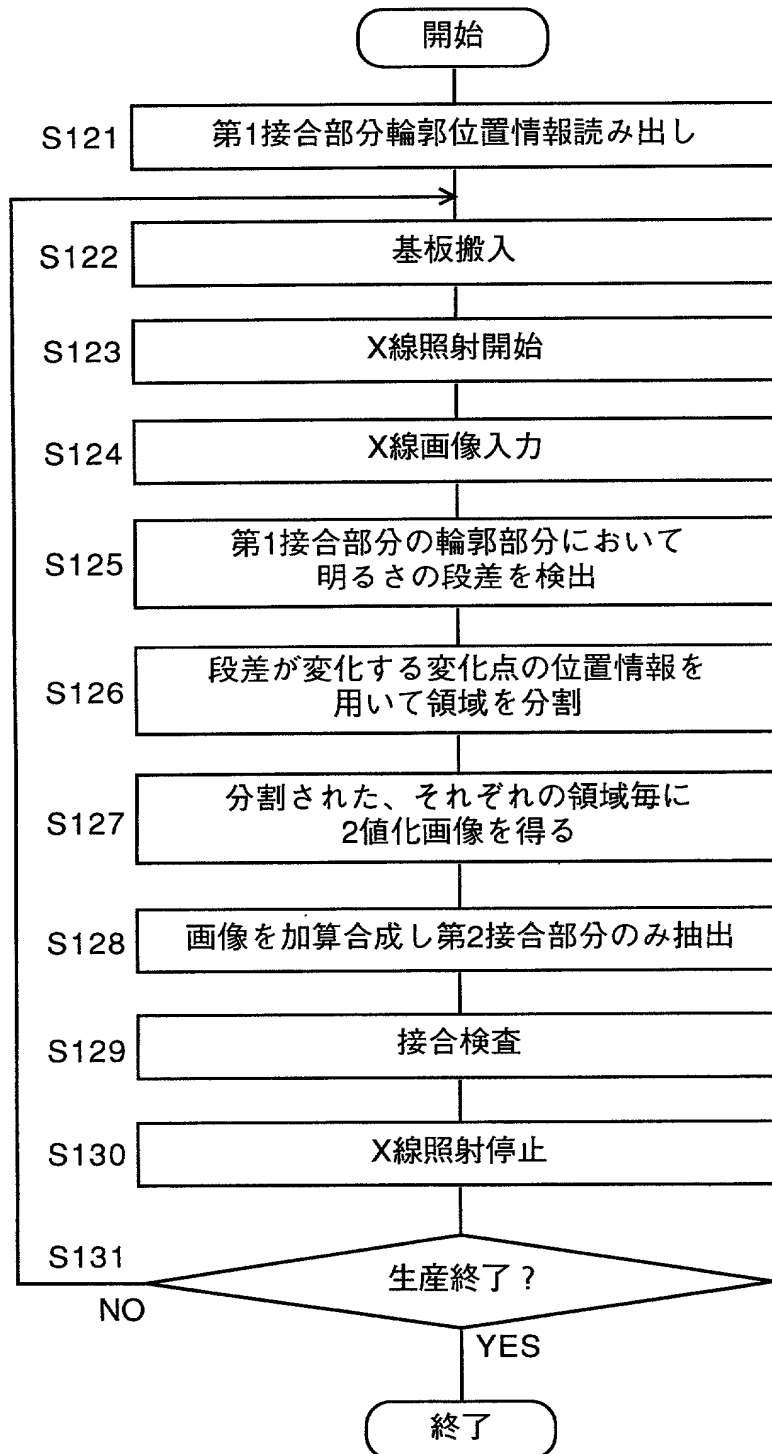 開始
S121
第1接合部分輪郭位置情報読み出し
S122
基板搬入
S123
X線照射開始
S124
X線画像入力
S125
第1接合部分の輪郭部分において
明るさの段差を検出
S126
段差が変化する変化点の位置情報を
用いて領域を分割
S127
分割された、それぞれの領域毎に
2値化画像を得る
S128
画像を加算合成し第2接合部分のみ抽出
S129
接合検査
S130
X線照射停止
S131
生産終了?
NO
YES
終了